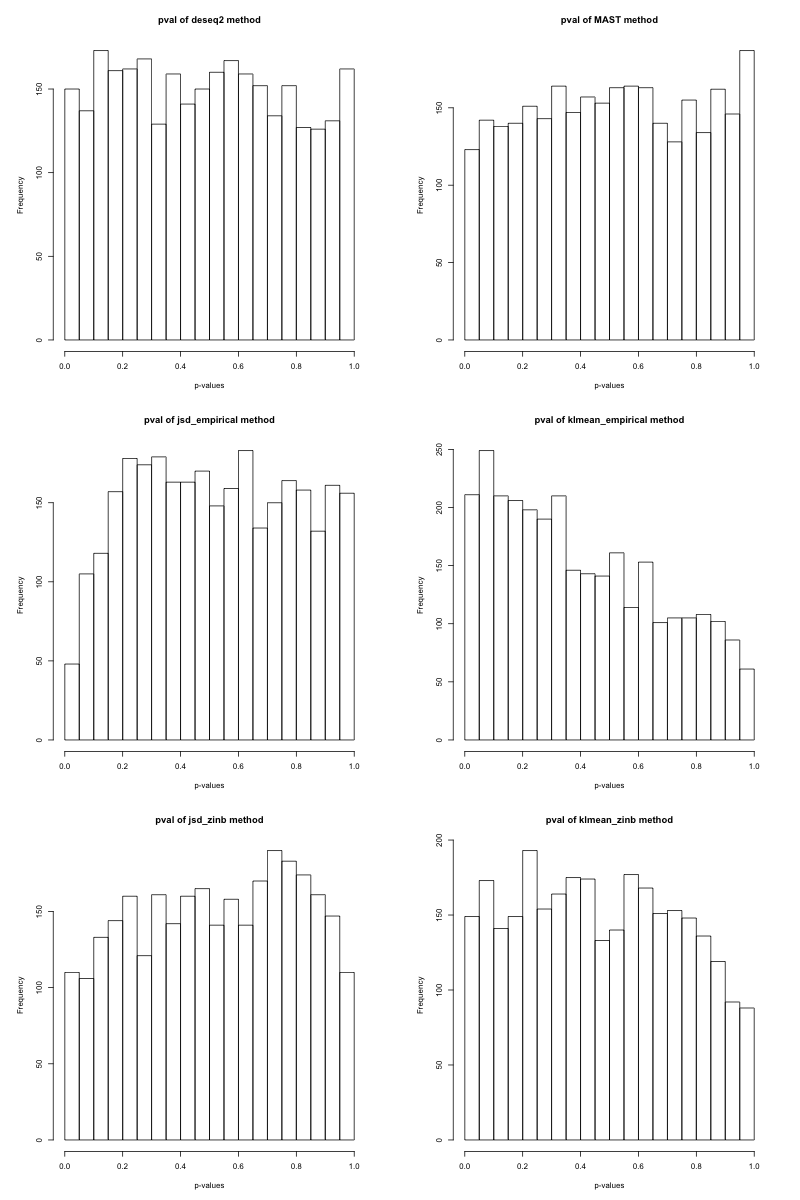 pval of deseq2 method
Frequency
150
100
50
0
0.0 0.2 0.4 0.6 0.8 1.0
p-values
pval of MAST method
Frequency
150
100
50
0
0.0 0.2 0.4 0.6 0.8 1.0
p-values
pval of jsd_empirical method
Frequency
150
100
50
0
0.0 0.2 0.4 0.6 0.8 1.0
p-values
pval of klmean_empirical method
Frequency
250
200
150
100
50
0
0.0 0.2 0.4 0.6 0.8 1.0
p-values
pval of jsd_zinb method
Frequency
150
100
50
0
0.0 0.2 0.4 0.6 0.8 1.0
p-values
pval of klmean_zinb method
Frequency
200
150
100
50
0
0.0 0.2 0.4 0.6 0.8 1.0
p-values